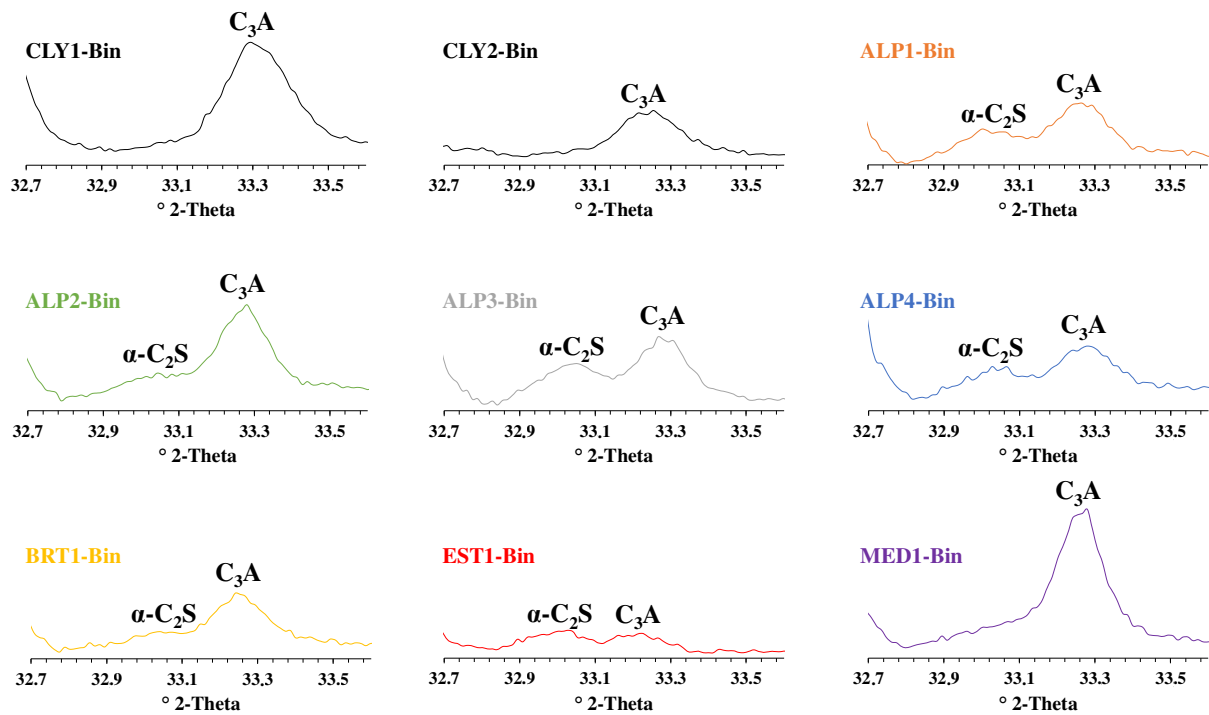 C₃A
CLY1-Bin
32,7 32,9 33,1 33,3 33,5
° 2-Theta
C₃A
CLY2-Bin
32,7 32,9 33,1 33,3 33,5
° 2-Theta
C₃A
ALP1-Bin
α-C₂S
32,7 32,9 33,1 33,3 33,5
° 2-Theta
C₃A
ALP2-Bin
α-C₂S
32,7 32,9 33,1 33,3 33,5
° 2-Theta
ALP3-Bin
C₃A
α-C₂S
32,7 32,9 33,1 33,3 33,5
° 2-Theta
ALP4-Bin
C₃A
α-C₂S
32,7 32,9 33,1 33,3 33,5
° 2-Theta
BRT1-Bin
C₃A
α-C₂S
32,7 32,9 33,1 33,3 33,5
° 2-Theta
EST1-Bin
α-C₂S C₃A
32,7 32,9 33,1 33,3 33,5
° 2-Theta
C₃A
MED1-Bin
32,7 32,9 33,1 33,3 33,5
° 2-Theta